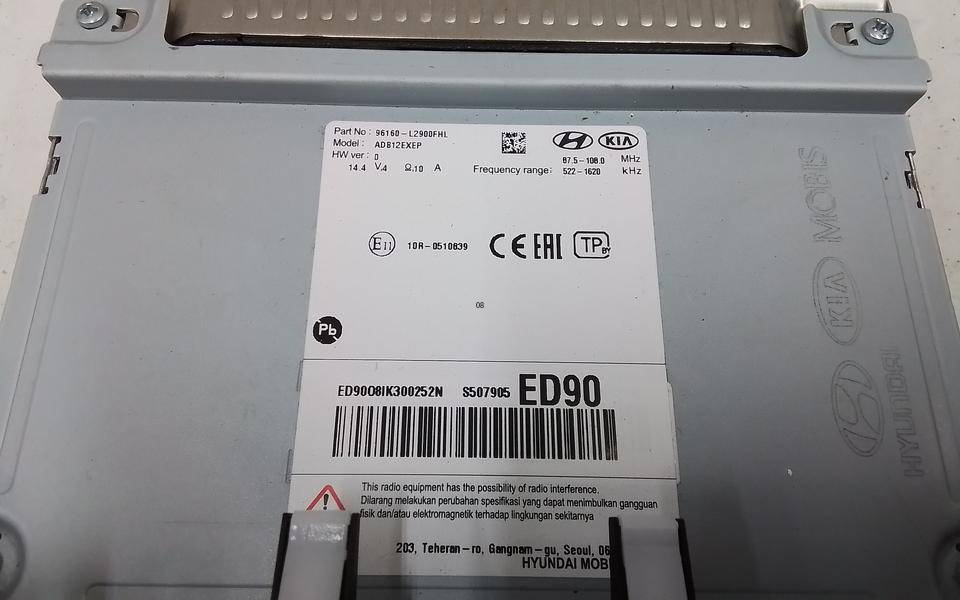 Part No : 96160-L2900FHL
Model : ADB12EXEP
HW ver : 0
14.4 V.4 Ω.10 A
KIA
87.5-108.0 MHz
Frequency range: 522-1620 kHz
E11 10R-0510839 CE EAC TP BY
08
Pb
ED9008IK300252N S507905 ED90
This radio equipment has the possibility of radio interference.
Dilarang melakukan perubahan spesifikasi yang dapat menimbulkan gangguan
fisik dan/atau elektromagnetik terhadap lingkungan sekitarnya
203, Teheran-ro, Gangnam-gu, Seoul,
HYUNDAI
HYUNDAI KIA MOBIS